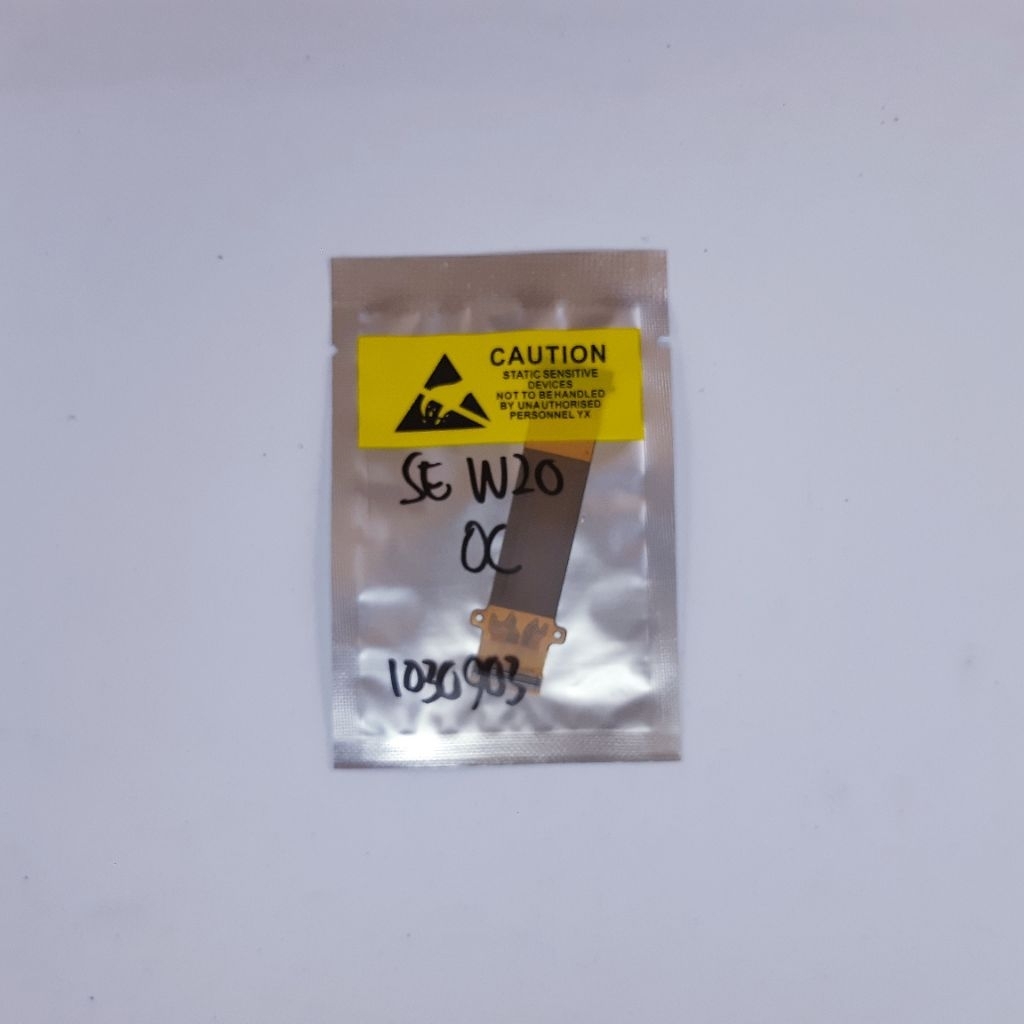 CAUTION
STATIC SENSITIVE
DEVICES
NOT TO BE HANDLED
BY UNAUTHORISED
PERSONNEL YX
SE W20
OC
1030903